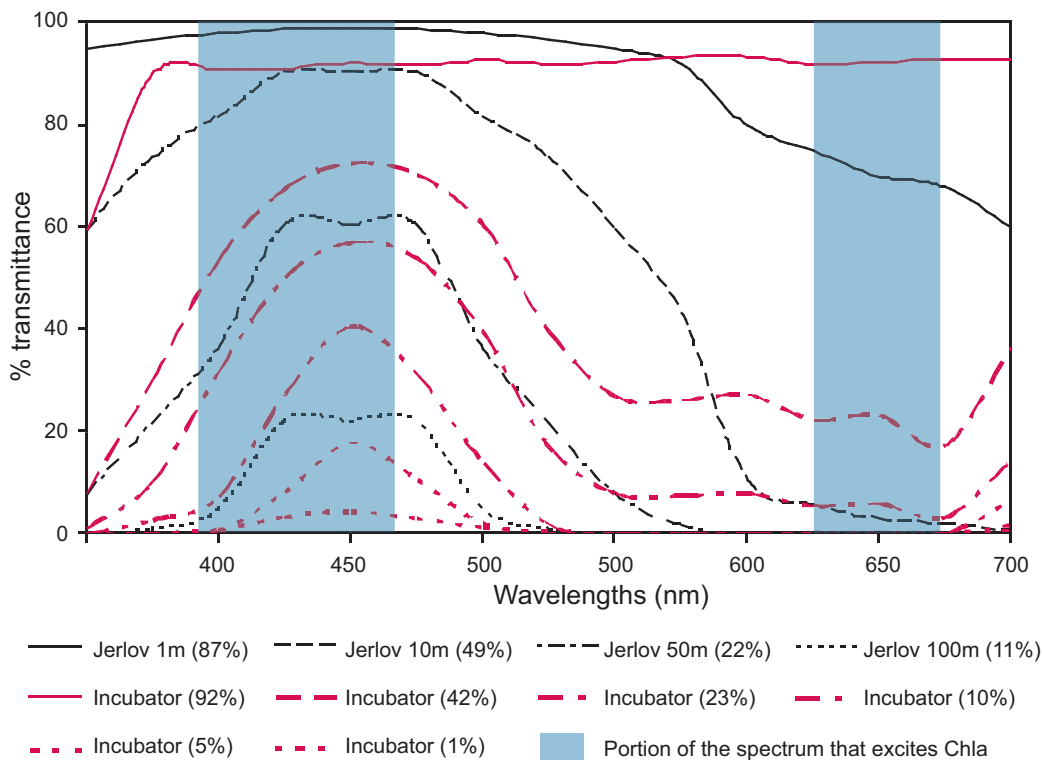 100
80
60
40
20
0
% transmittance
400 450 500 500 600 650 700
Wavelengths (nm)
Jerlov 1m (87%) Jerlov 10m (49%) Jerlov 50m (22%) Jerlov 100m (11%)
Incubator (92%) Incubator (42%) Incubator (23%) Incubator (10%)
Incubator (5%) Incubator (1%) Portion of the spectrum that excites Chla